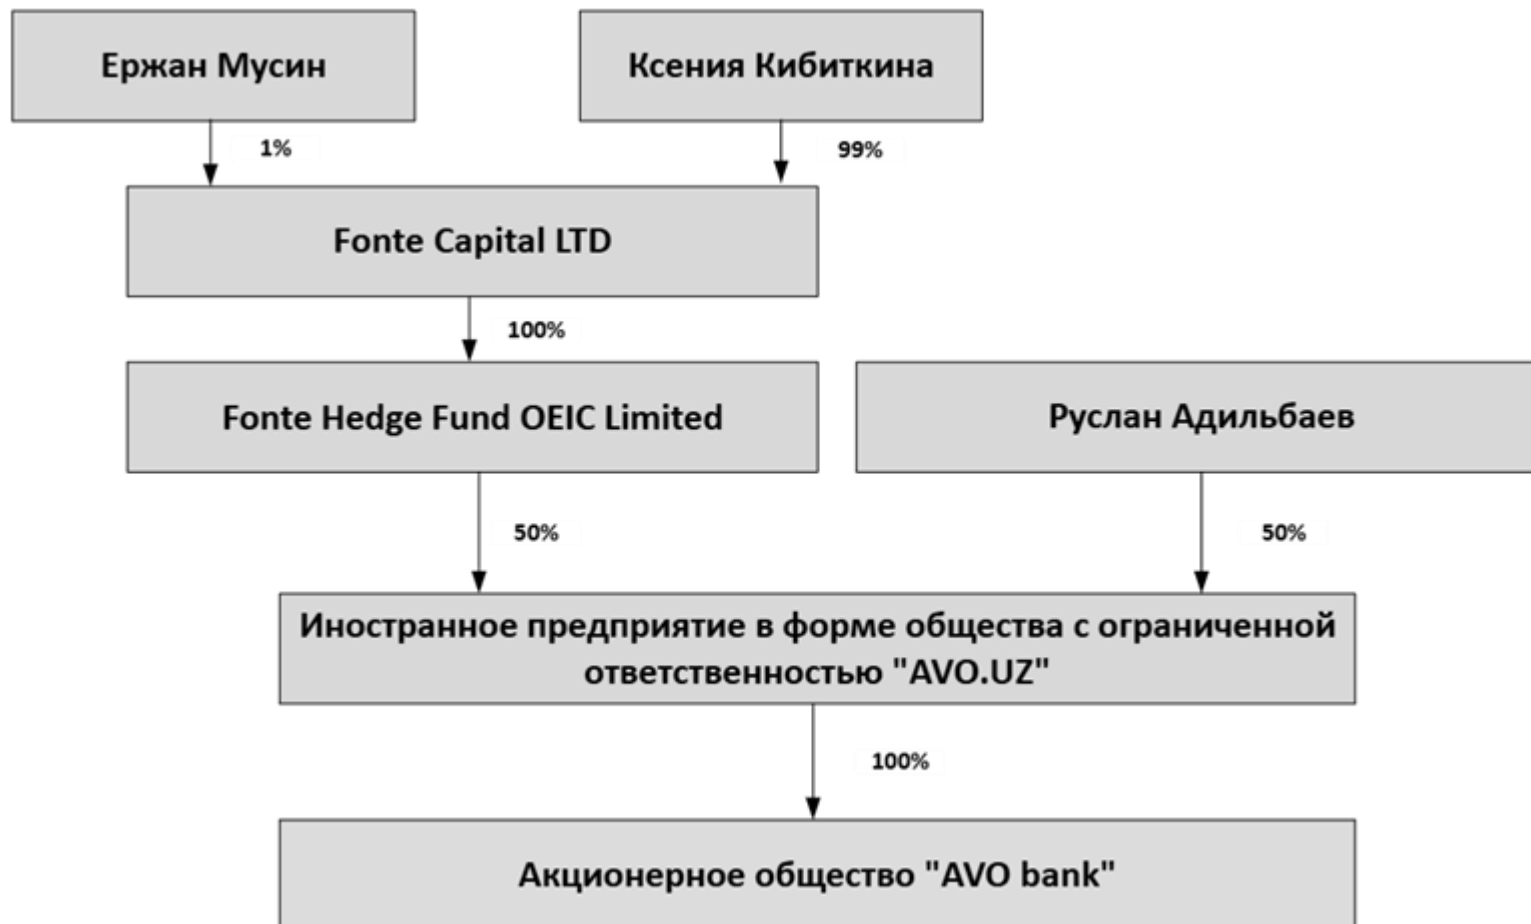 Ержан Мусин
Ксения Кибиткина
1%
99%
Fonte Capital LTD
100%
Fonte Hedge Fund OEIC Limited
Руслан Адильбаев
50%
50%
Иностранное предприятие в форме общества с ограниченной
ответственностью "AVO.UZ"
100%
Акционерное общество "AVO bank"